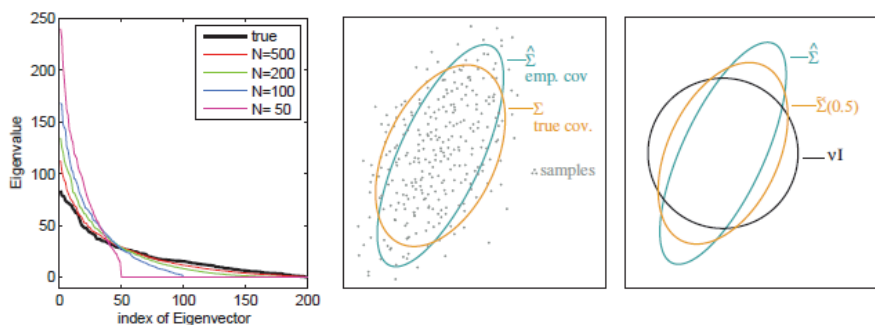 250
200
150
100
50
0
Eigenvalue
true
N=500
N=200
N=100
N= 50
0
50
100
150
200
index of Eigenvector
Σ̂
emp. cov
Σ
true cov.
∴ samples
Σ̂
Σ̃(0.5)
νI